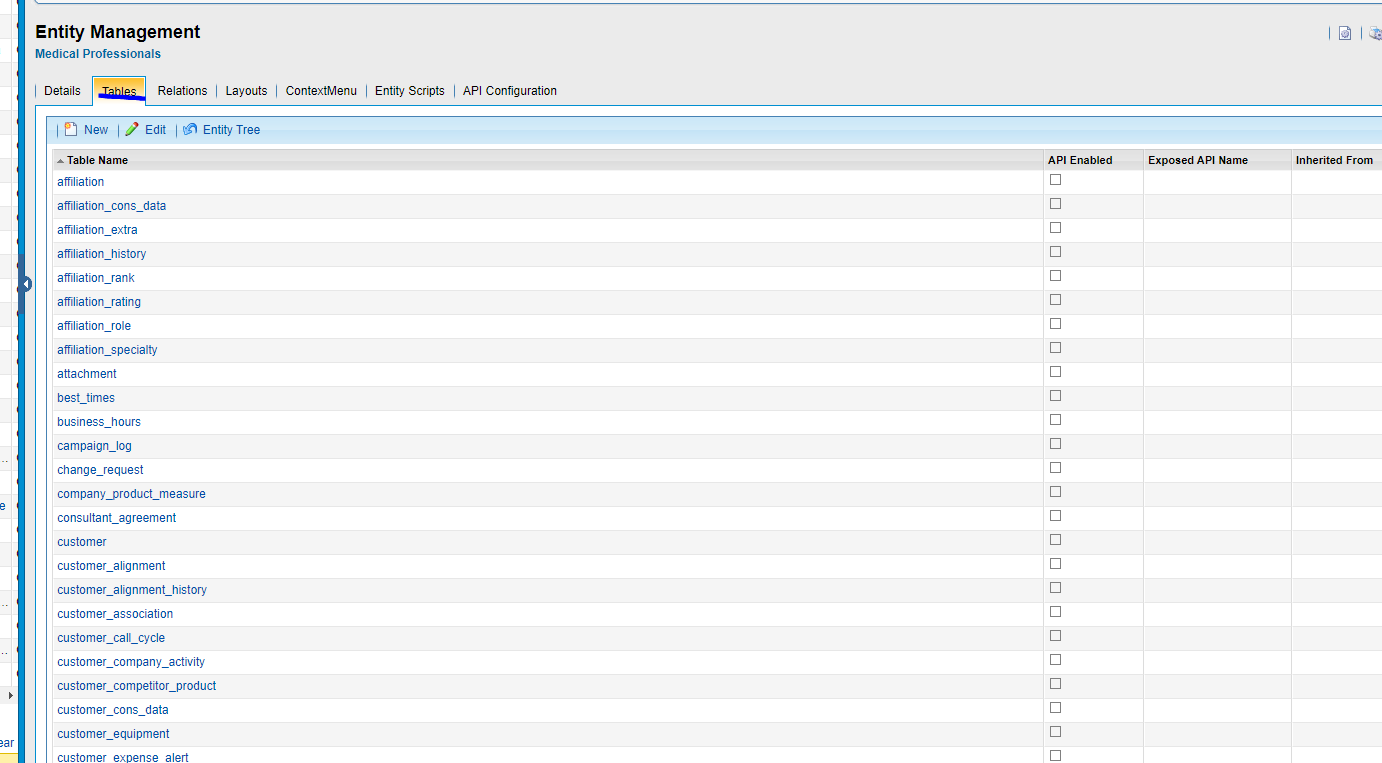 Entity Management
Medical Professionals
Details Tables Relations Layouts ContextMenu Entity Scripts API Configuration
New Edit Entity Tree
Table Name API Enabled Exposed API Name Inherited From
affiliation
affiliation_cons_data
affiliation_extra
affiliation_history
affiliation_rank
affiliation_rating
affiliation_role
affiliation_specialty
attachment
best_times
business_hours
campaign_log
... change_request
company_product_measure
e consultant_agreement
customer
customer_alignment
customer_alignment_history
... customer_association
customer_call_cycle
... customer_company_activity
customer_competitor_product
customer_cons_data
customer_equipment
ear
customer_expense_alert